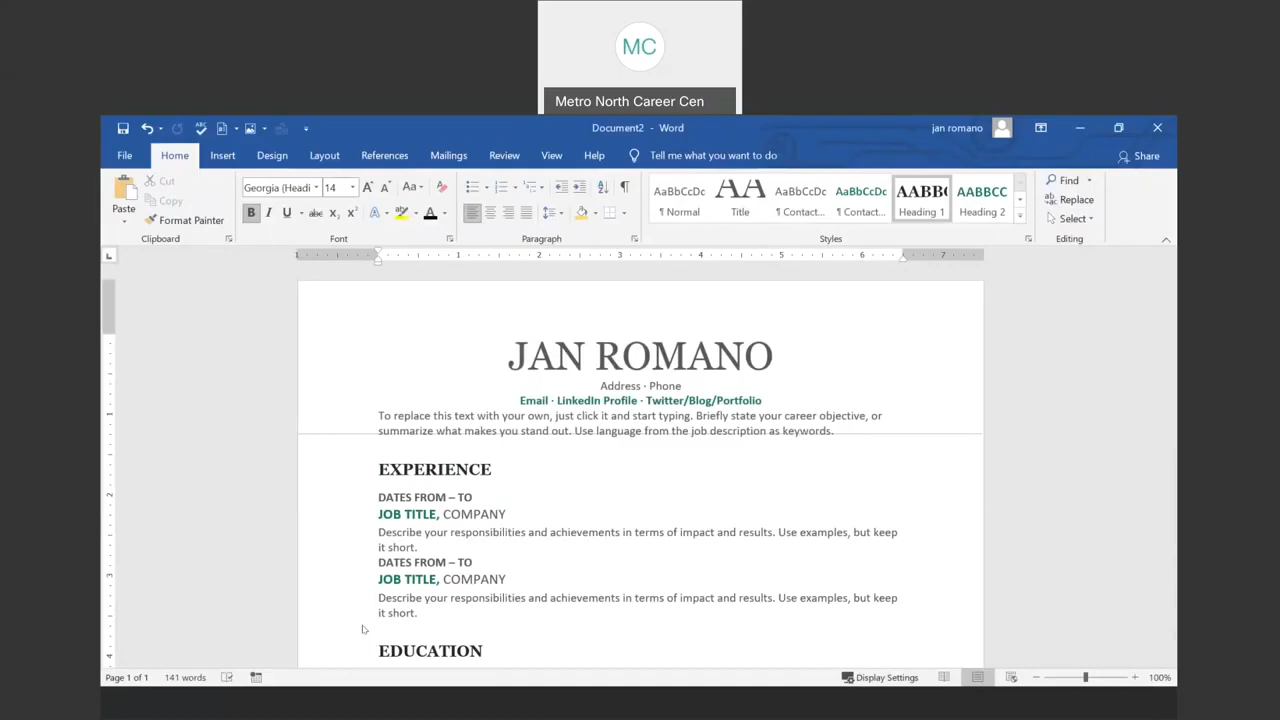 MC
Metro North Career Cen
Document2 - Word
jan romano
File Home Insert Design Layout References Mailings Review View Help Tell me what you want to do Share
Paste
Cut
Copy
Format Painter
Clipboard
Georgia (Headi 14
Font
Paragraph
AaBbCcDc AA AaBbCcDc AaBbCcDc AABBC AABBCC
¶ Normal Title ¶ Contact... ¶ Contact... Heading 1 Heading 2
Styles
Find
Replace
Select
Editing
1 1 2 3 4 5 6 7
JAN ROMANO
Address · Phone
Email · LinkedIn Profile · Twitter/Blog/Portfolio
To replace this text with your own, just click it and start typing. Briefly state your career objective, or
summarize what makes you stand out. Use language from the job description as keywords.
EXPERIENCE
DATES FROM – TO
JOB TITLE, COMPANY
Describe your responsibilities and achievements in terms of impact and results. Use examples, but keep
it short.
DATES FROM – TO
JOB TITLE, COMPANY
Describe your responsibilities and achievements in terms of impact and results. Use examples, but keep
it short.
EDUCATION
Page 1 of 1 141 words Display Settings 100%